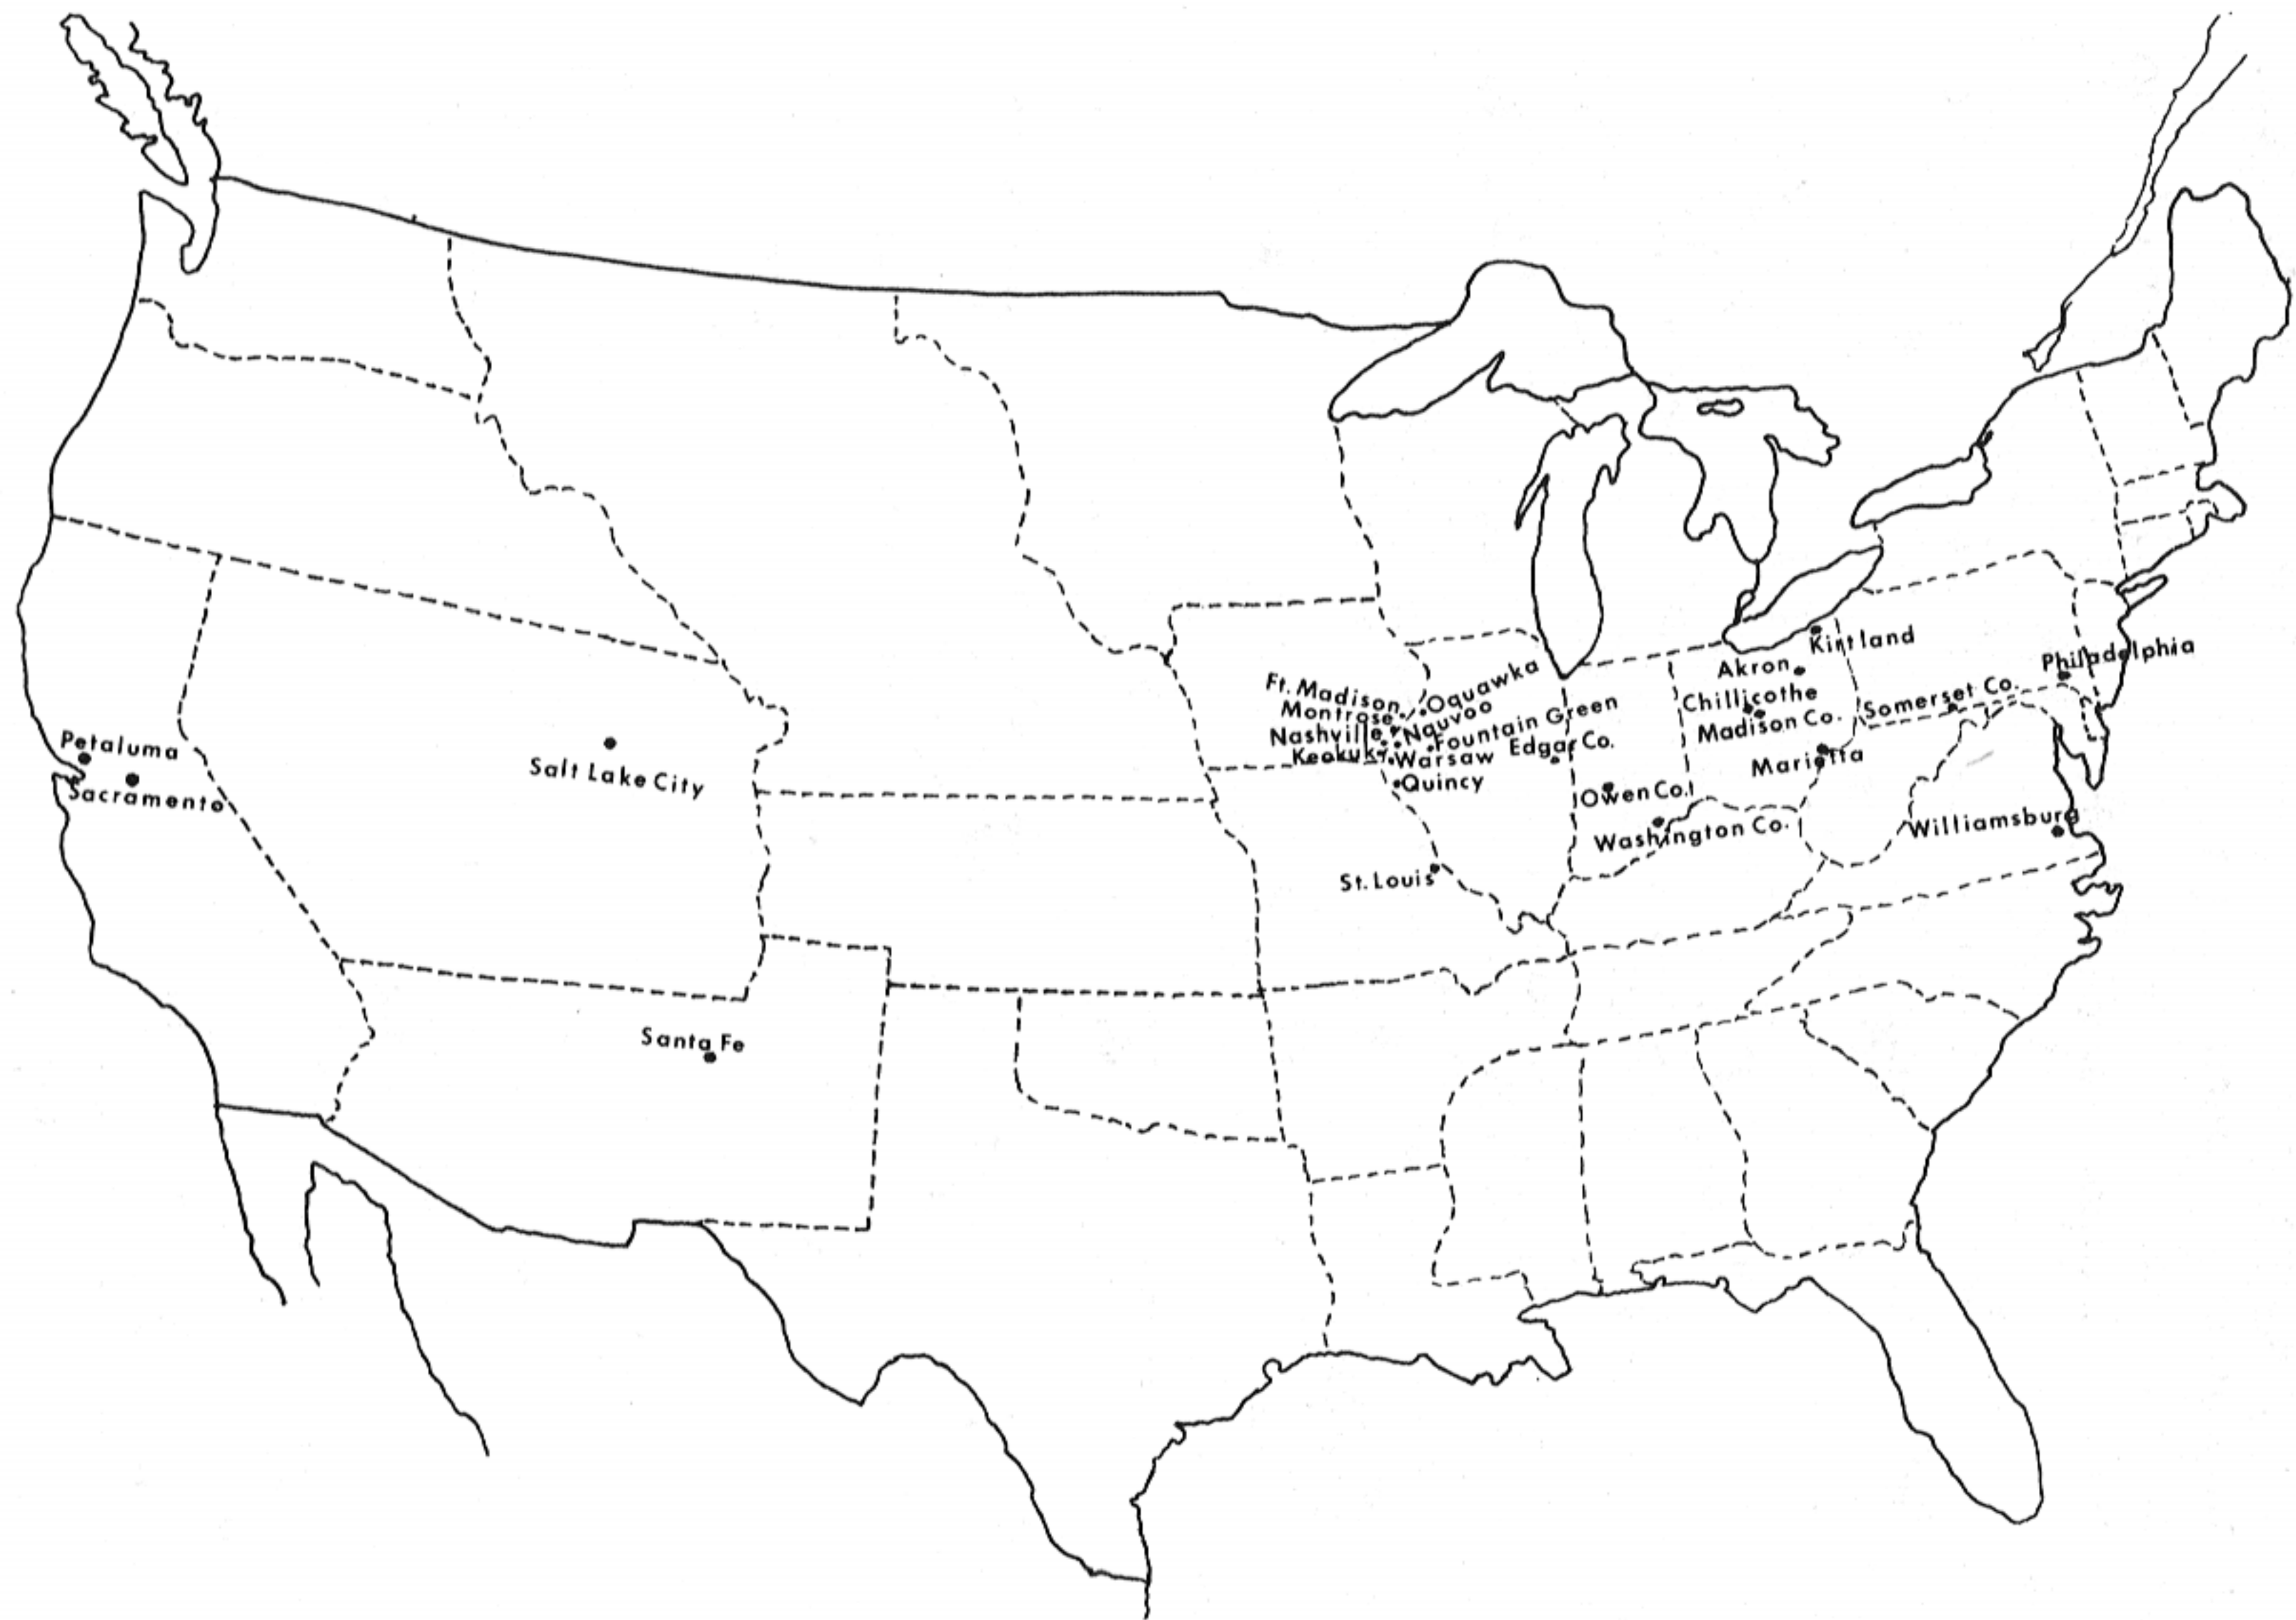 Kirtland
Philadelphia
Akron
Oquawka
Ft. Madison
Chillicothe
Somerset Co.
Montrose
Nauvoo
Fountain Green
Madison Co.
Nashville
Edgar Co.
Keokuk
Warsaw
Marietta
Petaluma
Salt Lake City
Quincy
Owen Co.
Sacramento
Washington Co.
Williamsburg
St. Louis
Santa Fe